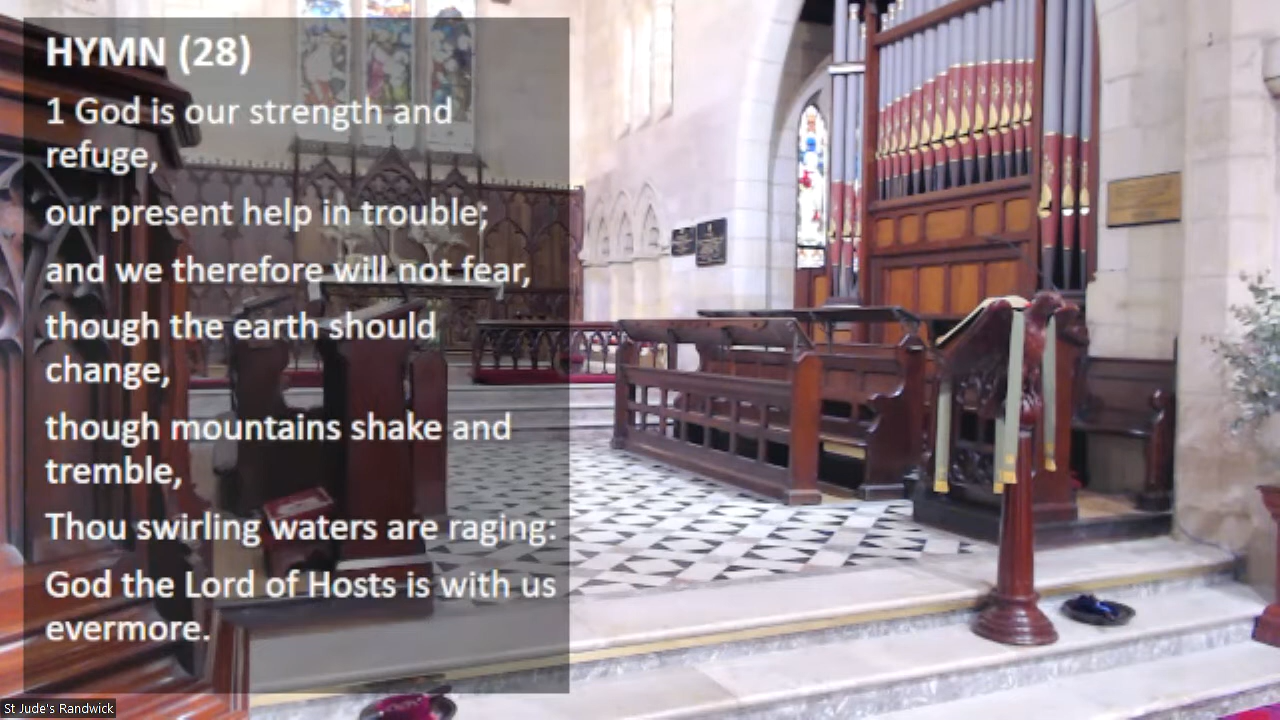 HYMN (28)
1 God is our strength and
refuge,
our present help in trouble;
and we therefore will not fear,
though the earth should
change,
though mountains shake and
tremble,
Thou swirling waters are raging:
God the Lord of Hosts is with us
evermore.
St Jude's Randwick